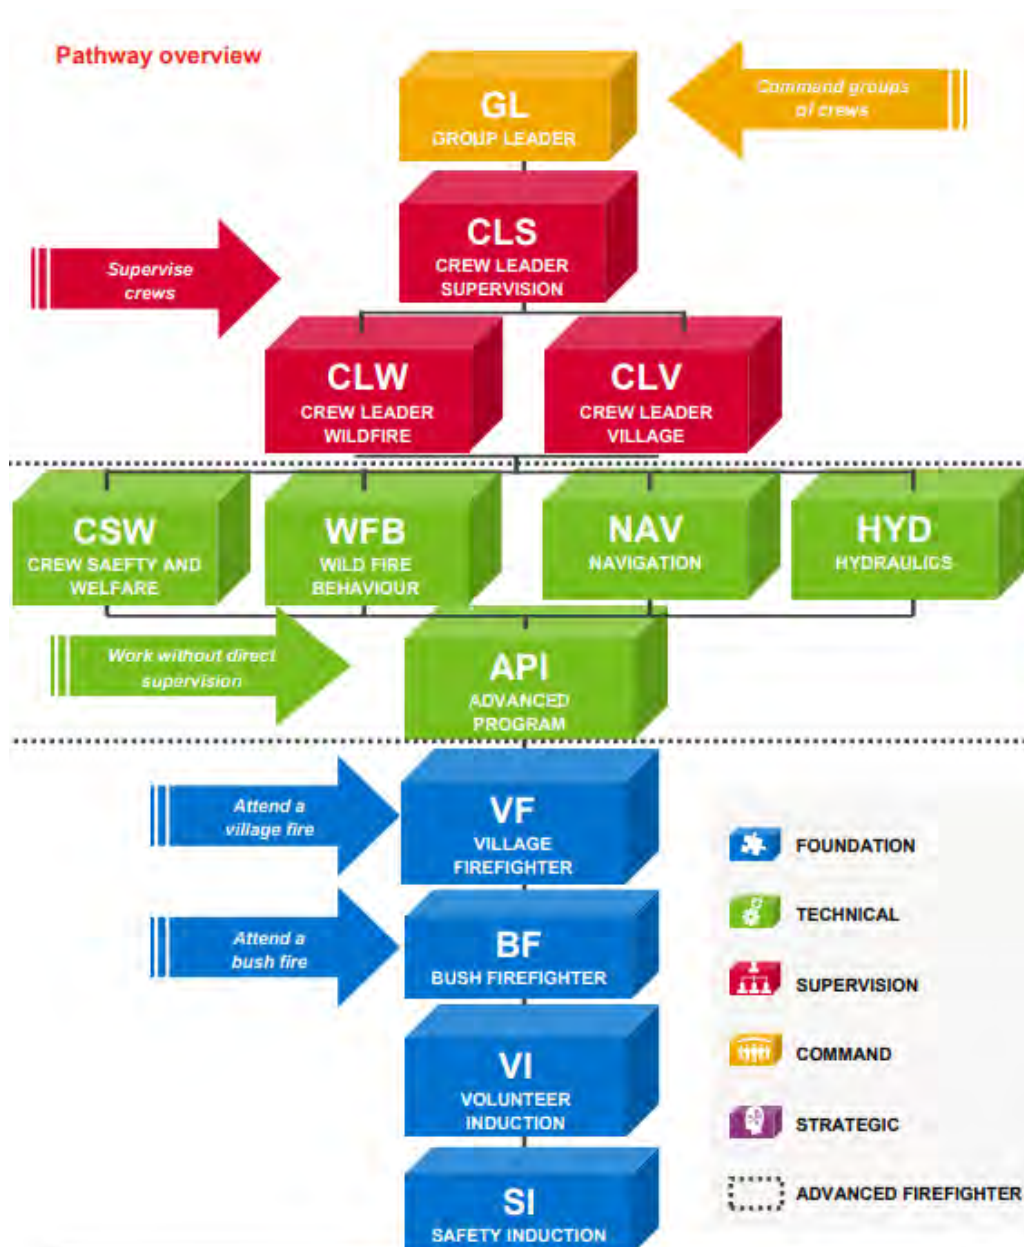 Pathway overview
GL
GROUP LEADER
Command groups
of crews
CLS
CREW LEADER
SUPERVISION
Supervise
crews
CLW
CREW LEADER
WILDFIRE
CLV
CREW LEADER
VILLAGE
CSW
CREW SAEFTY AND
WELFARE
WFB
WILD FIRE
BEHAVIOUR
NAV
NAVIGATION
HYD
HYDRAULICS
Work without direct
supervision
API
ADVANCED
PROGRAM
Attend a
village fire
VF
VILLAGE
FIREFIGHTER
Attend a
bush fire
BF
BUSH FIREFIGHTER
VI
VOLUNTEER
INDUCTION
SI
SAFETY INDUCTION
FOUNDATION
TECHNICAL
SUPERVISION
COMMAND
STRATEGIC
ADVANCED FIREFIGHTER